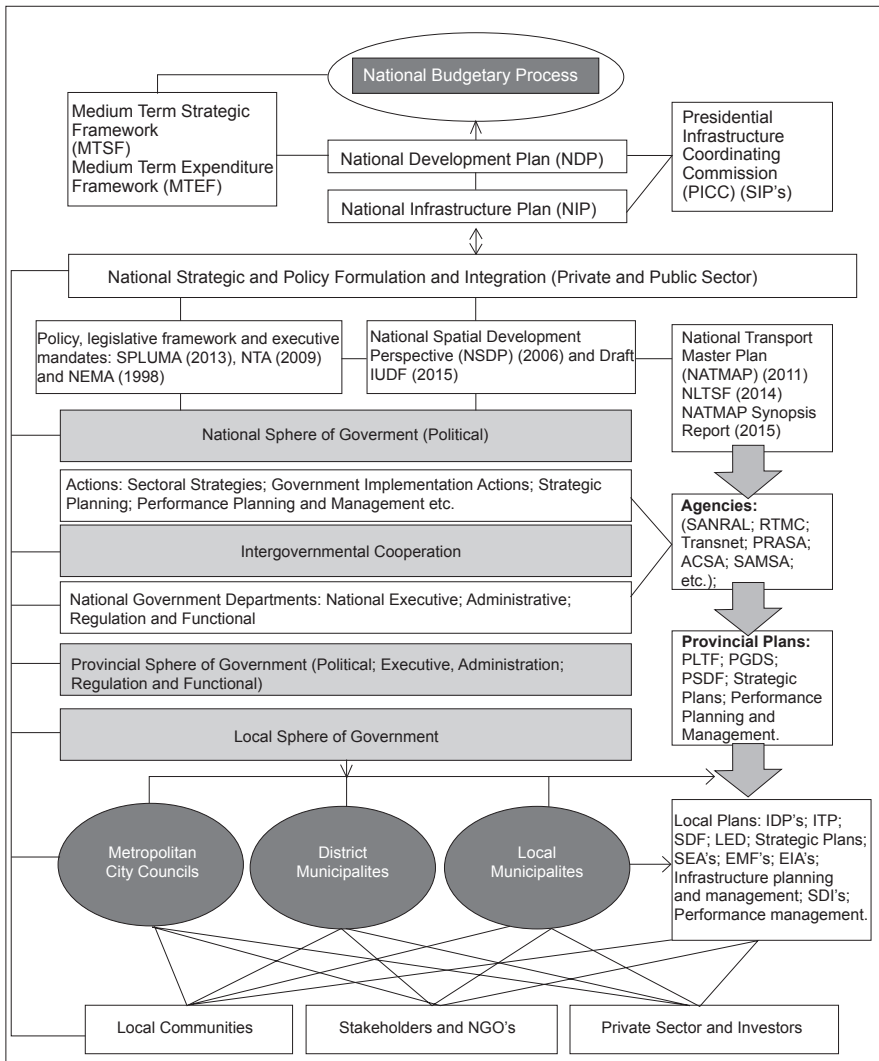 National Budgetary Process
Medium Term Strategic
Framework
(MTSF)
Medium Term Expenditure
Framework (MTEF)
National Development Plan (NDP)
National Infrastructure Plan (NIP)
Presidential
Infrastructure
Coordinating
Commission
(PICC) (SIP's)
National Strategic and Policy Formulation and Integration (Private and Public Sector)
Policy, legislative framework and executive
mandates: SPLUMA (2013), NTA (2009)
and NEMA (1998)
National Spatial Development
Perspective (NSDP) (2006) and Draft
IUDF (2015)
National Transport
Master Plan
(NATMAP) (2011)
NLTSF (2014)
NATMAP Synopsis
Report (2015)
National Sphere of Goverment (Political)
Actions: Sectoral Strategies; Government Implementation Actions; Strategic
Planning; Performance Planning and Management etc.
Intergovernmental Cooperation
National Government Departments: National Executive; Administrative;
Regulation and Functional
Agencies:
(SANRAL; RTMC;
Transnet; PRASA;
ACSA; SAMSA;
etc.);
Provincial Sphere of Government (Political; Executive, Administration;
Regulation and Functional)
Provincial Plans:
PLTF; PGDS;
PSDF; Strategic
Plans; Performance
Planning and
Management.
Local Sphere of Government
Metropolitan
City Councils
District
Municipalites
Local
Municipalites
Local Plans: IDP's; ITP;
SDF; LED; Strategic Plans;
SEA's; EMF's; EIA's;
Infrastructure planning
and management; SDI's;
Performance management.
Local Communities
Stakeholders and NGO's
Private Sector and Investors